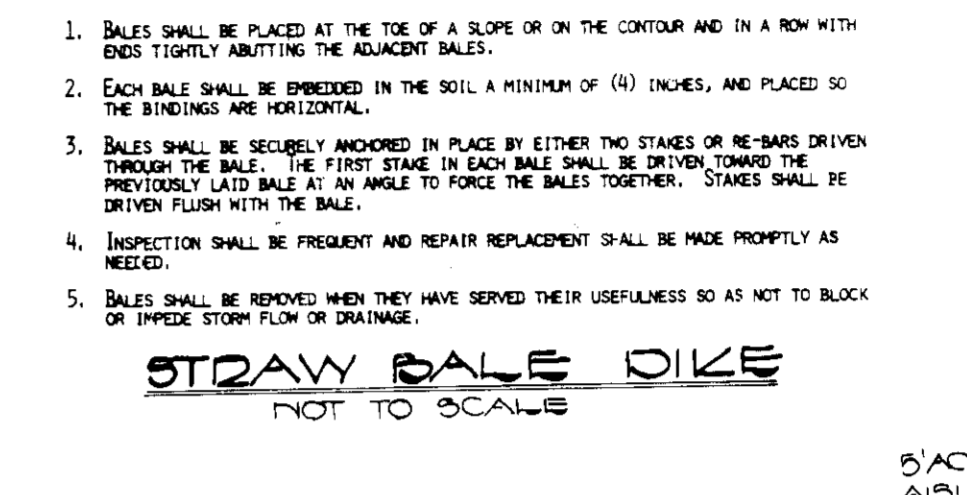 1. BALES SHALL BE PLACED AT THE TOE OF A SLOPE OR ON THE CONTOUR AND IN A ROW WITH
ENDS TIGHTLY ABUTTING THE ADJACENT BALES.
2. EACH BALE SHALL BE EMBEDDED IN THE SOIL A MINIMUM OF (4) INCHES, AND PLACED SO
THE BINDINGS ARE HORIZONTAL.
3. BALES SHALL BE SECURELY ANCHORED IN PLACE BY EITHER TWO STAKES OR RE-BARS DRIVEN
THROUGH THE BALE. THE FIRST STAKE IN EACH BALE SHALL BE DRIVEN TOWARD THE
PREVIOUSLY LAID BALE AT AN ANGLE TO FORCE THE BALES TOGETHER. STAKES SHALL BE
DRIVEN FLUSH WITH THE BALE.
4. INSPECTION SHALL BE FREQUENT AND REPAIR REPLACEMENT SHALL BE MADE PROMPTLY AS
NEEDED.
5. BALES SHALL BE REMOVED WHEN THEY HAVE SERVED THEIR USEFULNESS SO AS NOT TO BLOCK
OR IMPEDE STORM FLOW OR DRAINAGE.
STRAW BALE DIKE
NOT TO SCALE
5'AC